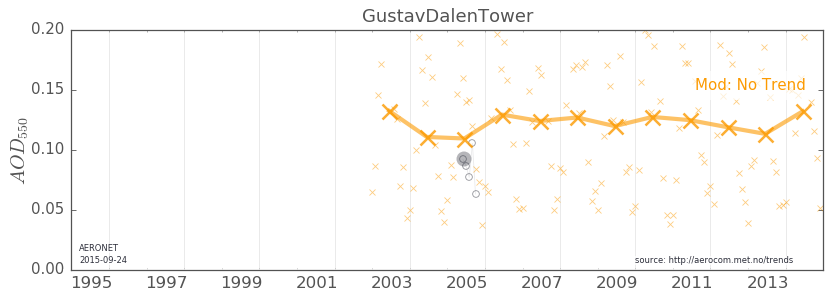 GustavDalenTower
0.20
0.15
0.10
0.05
0.00
AOD550
Mod: No Trend
AERONET
2015-09-24
source: http://aerocom.met.no/trends
1995 1997 1999 2001 2003 2005 2007 2009 2011 2013